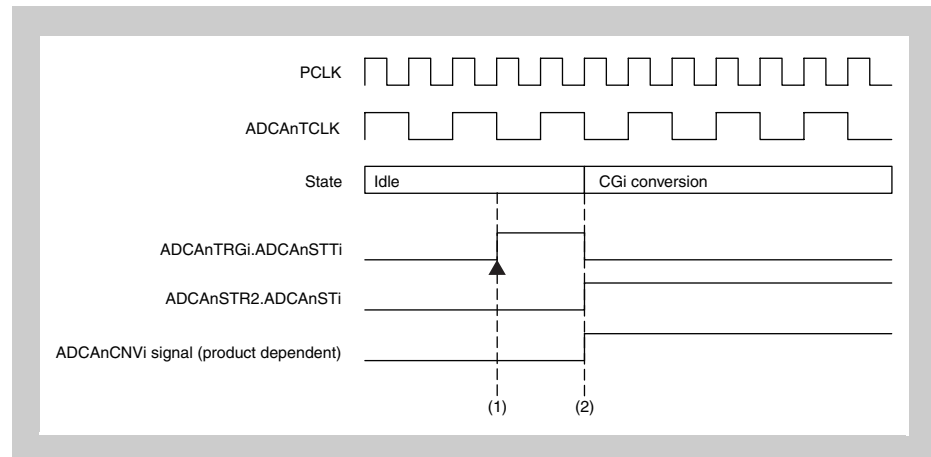 PCLK
ADCAnTCLK
State Idle CGi conversion
ADCAnTRGi.ADCAnSTTi
ADCAnSTR2.ADCAnSTi
ADCAnCNVi signal (product dependent)
(1) (2)